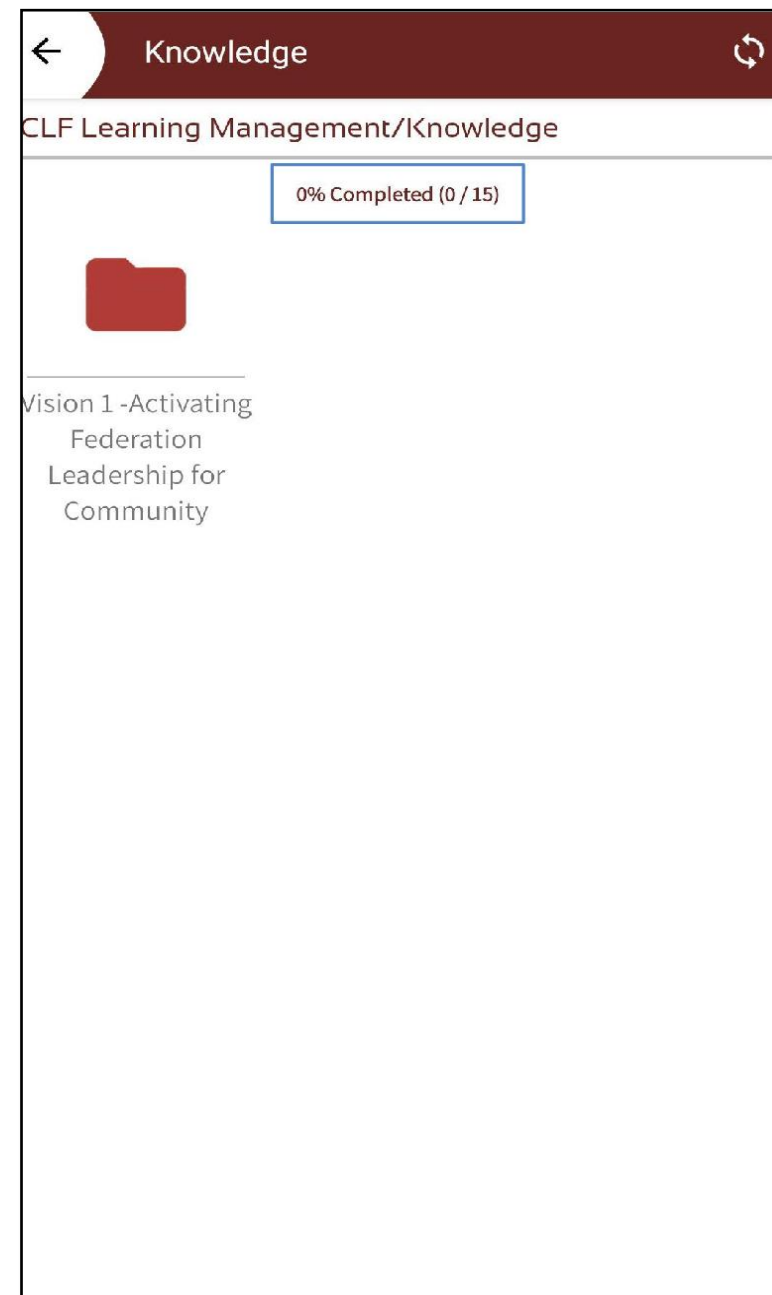 Knowledge
CLF Learning Management/Knowledge
0% Completed (0 / 15)
Vision 1 -Activating
Federation
Leadership for
Community